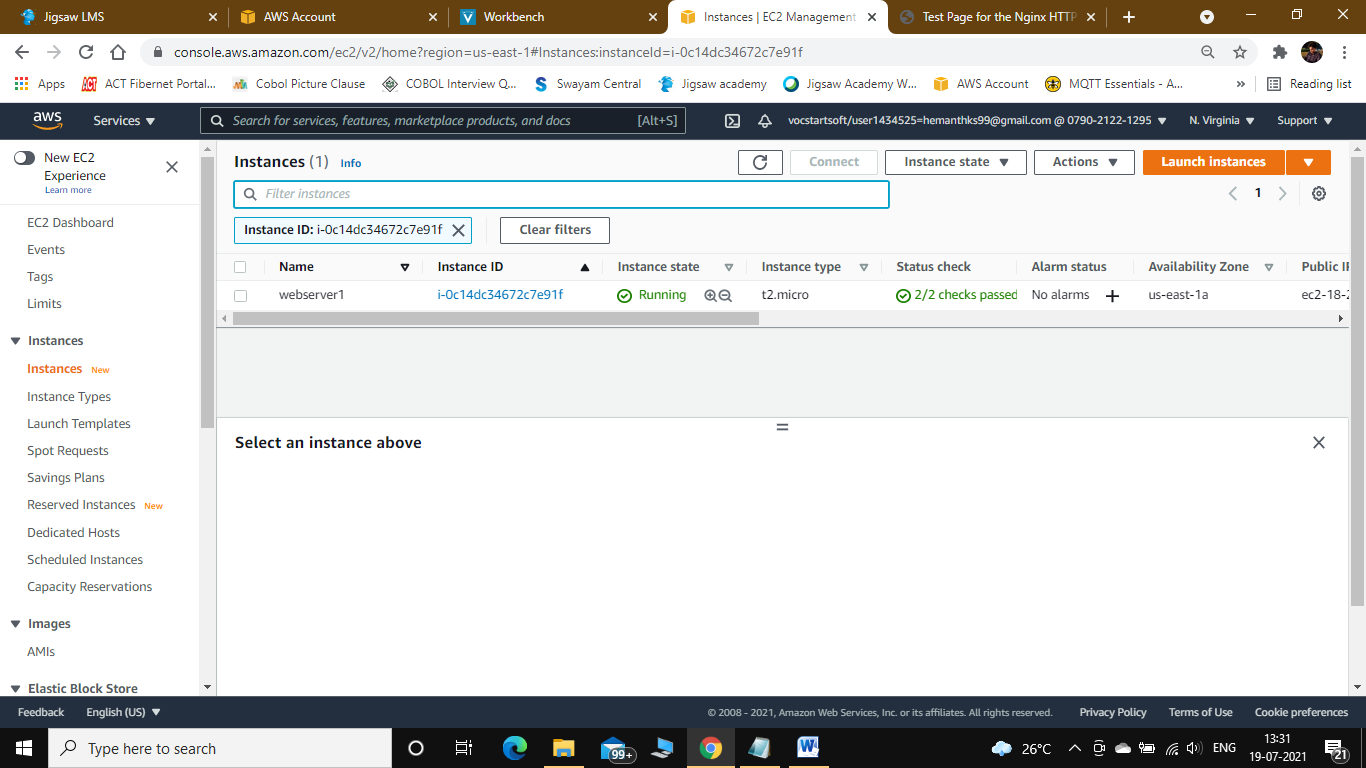 Jigsaw LMS
AWS Account
Workbench
Instances | EC2 Management
Test Page for the Nginx HTTP
console.aws.amazon.com/ec2/v2/home?region=us-east-1#Instances:instanceId=i-0c14dc34672c7e91f
Apps
ACT Fibernet Portal...
Cobol Picture Clause
COBOL Interview Q...
Swayam Central
Jigsaw academy
Jigsaw Academy W...
AWS Account
MQTT Essentials - A...
Reading list
aws
Services
Search for services, features, marketplace products, and docs
[Alt+S]
vocstartsoft/user1434525=hemanthks99@gmail.com @ 0790-2122-1295
N. Virginia
Support
New EC2
Experience
Learn more
EC2 Dashboard
Events
Tags
Limits
Instances
Instances New
Instance Types
Launch Templates
Spot Requests
Savings Plans
Reserved Instances New
Dedicated Hosts
Scheduled Instances
Capacity Reservations
Images
AMIs
Elastic Block Store
Instances (1) Info
Connect
Instance state
Actions
Launch instances
Filter instances
1
Instance ID: i-0c14dc34672c7e91f
Clear filters
Name Instance ID Instance state Instance type Status check Alarm status Availability Zone Public IP
webserver1 i-0c14dc34672c7e91f Running t2.micro 2/2 checks passed No alarms us-east-1a ec2-18-2
Select an instance above
Feedback
English (US)
© 2008 - 2021, Amazon Web Services, Inc. or its affiliates. All rights reserved.
Privacy Policy
Terms of Use
Cookie preferences
Type here to search
99+
26°C
ENG
13:31
19-07-2021
21